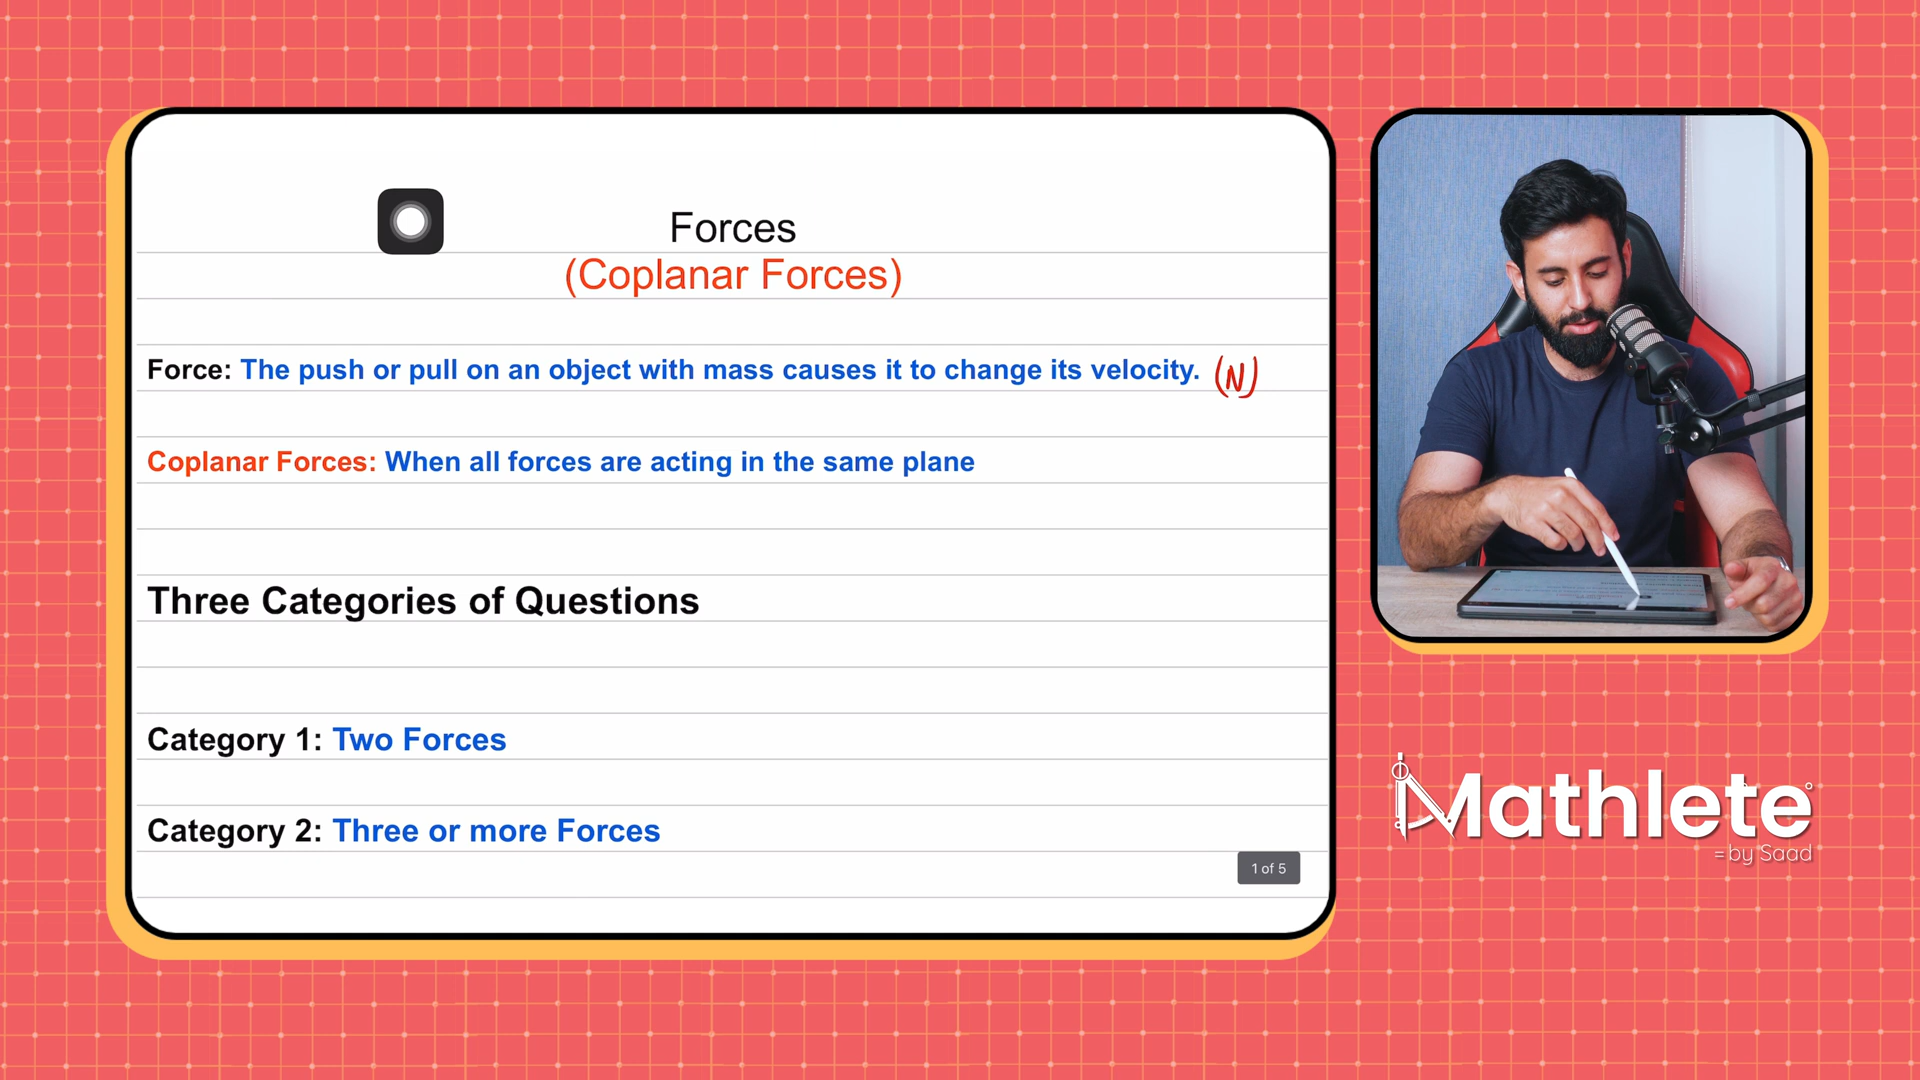 Forces
(Coplanar Forces)
Force: The push or pull on an object with mass causes it to change its velocity. (N)
Coplanar Forces: When all forces are acting in the same plane
Three Categories of Questions
Category 1: Two Forces
Category 2: Three or more Forces
1 of 5
Mathlete
=by Saad